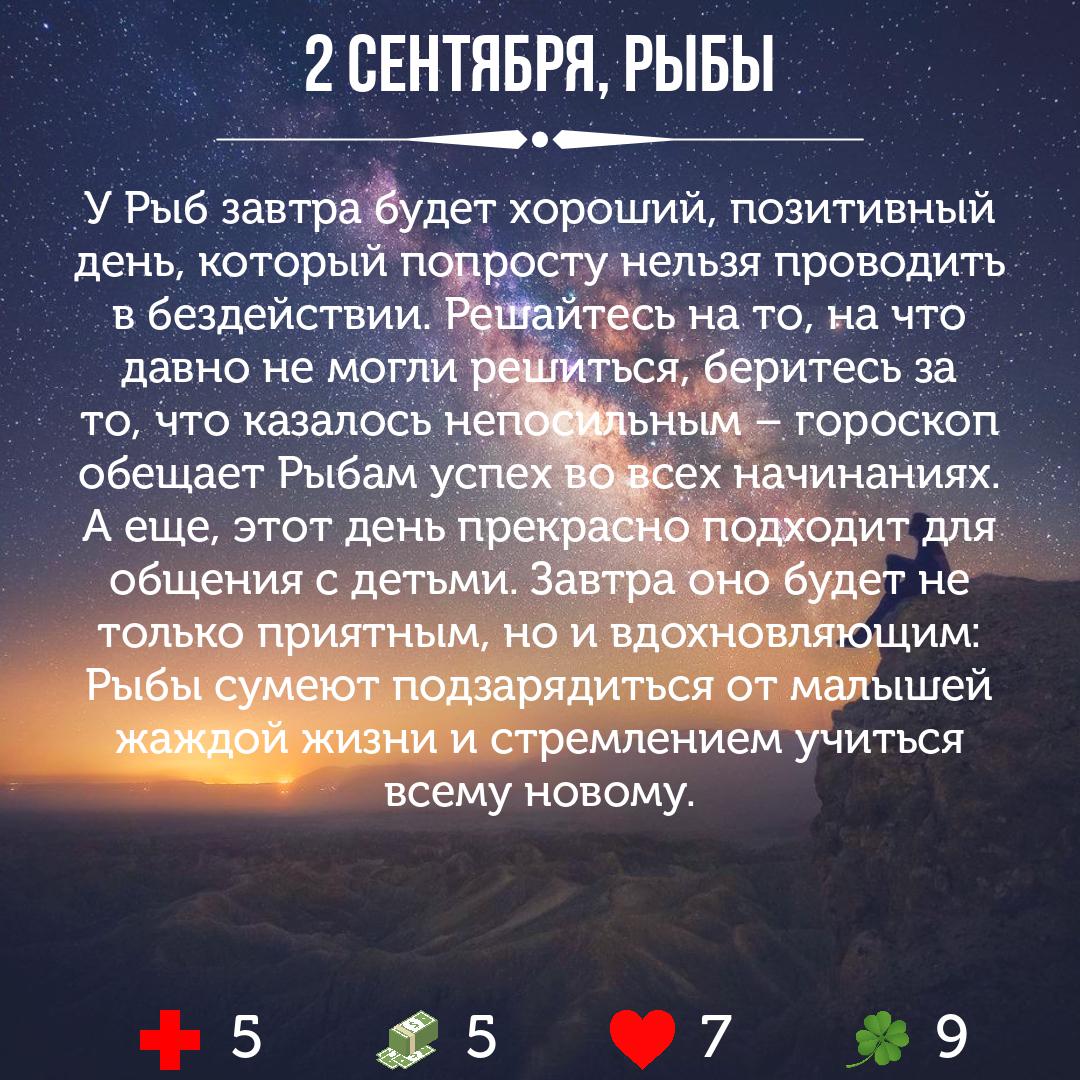 2 СЕНТЯБРЯ, РЫБЫ
У Рыб завтра будет хороший, позитивный
день, который попросту нельзя проводить
в бездействии. Решайтесь на то, на что
давно не могли решиться, беритесь за
то, что казалось непосильным – гороскоп
обещает Рыбам успех во всех начинаниях.
А еще, этот день прекрасно подходит для
общения с детьми. Завтра оно будет не
только приятным, но и вдохновляющим:
Рыбы сумеют подзарядиться от малышей
жаждой жизни и стремлением учиться
всему новому.
5 5 7 9